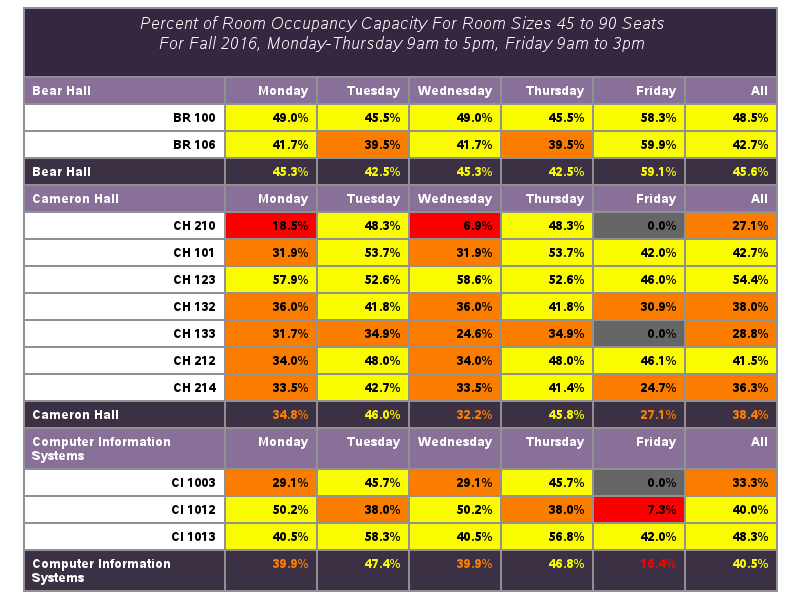 Percent of Room Occupancy Capacity For Room Sizes 45 to 90 Seats
For Fall 2016, Monday-Thursday 9am to 5pm, Friday 9am to 3pm
Bear Hall Monday Tuesday Wednesday Thursday Friday All
BR 100 49.0% 45.5% 49.0% 45.5% 58.3% 48.5%
BR 106 41.7% 39.5% 41.7% 39.5% 59.9% 42.7%
Bear Hall 45.3% 42.5% 45.3% 42.5% 59.1% 45.6%
Cameron Hall Monday Tuesday Wednesday Thursday Friday All
CH 210 18.5% 48.3% 6.9% 48.3% 0.0% 27.1%
CH 101 31.9% 53.7% 31.9% 53.7% 42.0% 42.7%
CH 123 57.9% 52.6% 58.6% 52.6% 46.0% 54.4%
CH 132 36.0% 41.8% 36.0% 41.8% 30.9% 38.0%
CH 133 31.7% 34.9% 24.6% 34.9% 0.0% 28.8%
CH 212 34.0% 48.0% 34.0% 48.0% 46.1% 41.5%
CH 214 33.5% 42.7% 33.5% 41.4% 24.7% 36.3%
Cameron Hall 34.8% 46.0% 32.2% 45.8% 27.1% 38.4%
Computer Information Monday Tuesday Wednesday Thursday Friday All
Systems
CI 1003 29.1% 45.7% 29.1% 45.7% 0.0% 33.3%
CI 1012 50.2% 38.0% 50.2% 38.0% 7.3% 40.0%
CI 1013 40.5% 58.3% 40.5% 56.8% 42.0% 48.3%
Computer Information 39.9% 47.4% 39.9% 46.8% 16.4% 40.5%
Systems